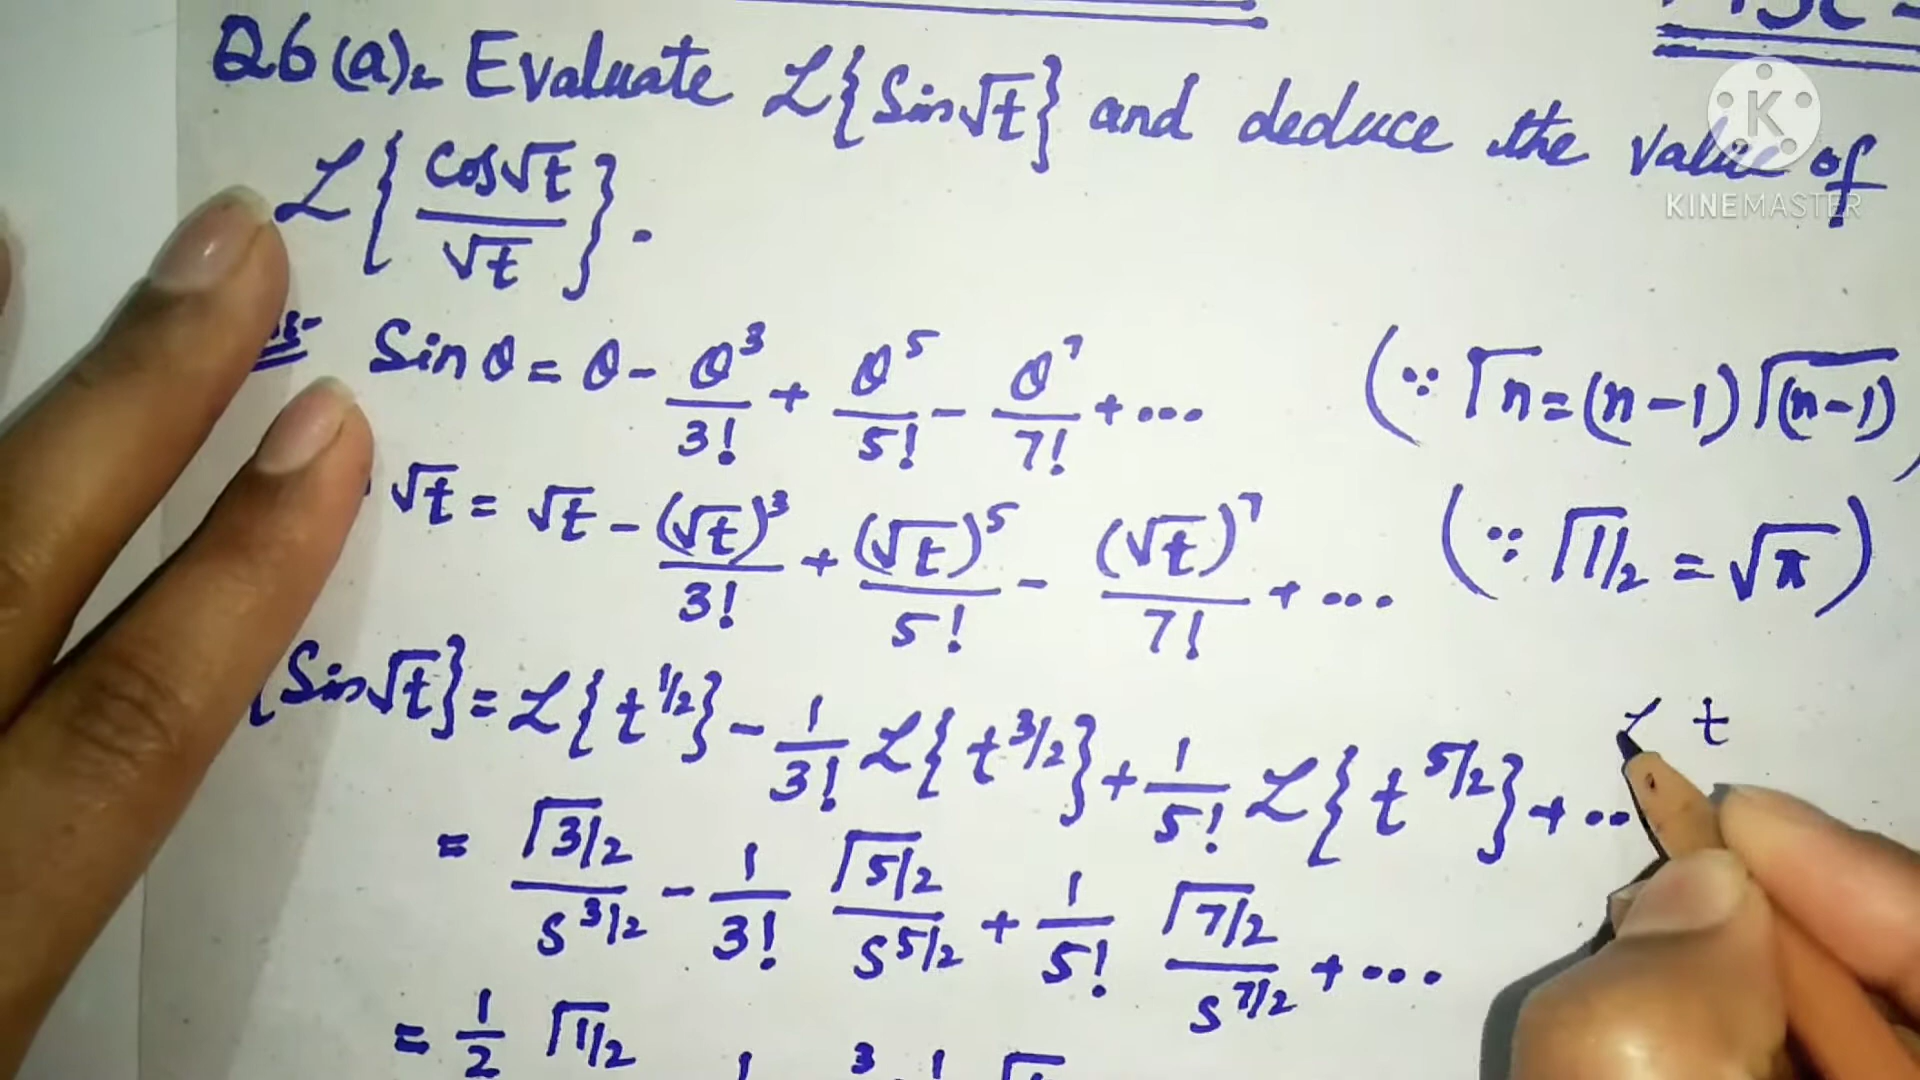 Q6(a). Evaluate L{Sin√t} and deduce the value of
L{cos√t/√t}.
Sinθ = θ - θ³/3! + θ⁵/5! - θ⁷/7! + ... (∵ Γn = (n-1)Γ(n-1)
√t = √t - (√t)³/3! + (√t)⁵/5! - (√t)⁷/7! + ... (∵ Γ1/2 = √π)
{Sin√t} = L{t^1/2} - 1/3! L{t^3/2} + 1/5! L{t^5/2} + ... L t
= Γ3/2/s^3/2 - 1/3! Γ5/2/s^5/2 + 1/5! Γ7/2/s^7/2 + ...
= 1/2 Γ1/2
K
KINEMASTER